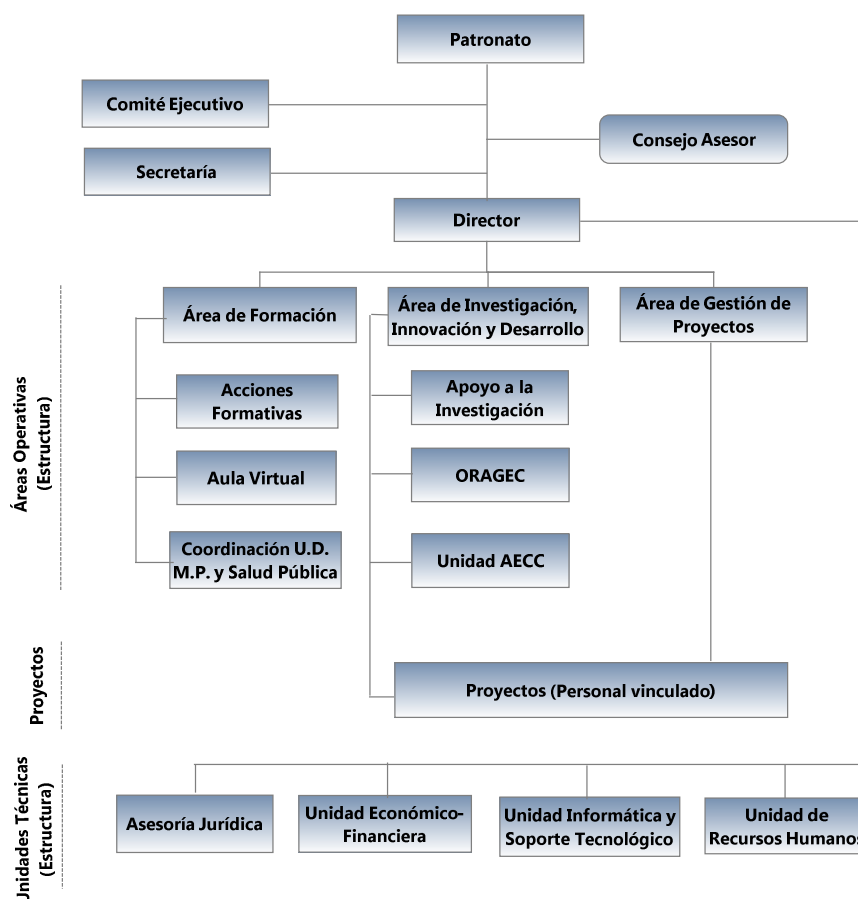 Patronato
Comité Ejecutivo
Consejo Asesor
Secretaría
Director
Áreas Operativas
(Estructura)
Área de Formación
Área de Investigación,
Innovación y Desarrollo
Área de Gestión de
Proyectos
Acciones
Formativas
Apoyo a la
Investigación
Aula Virtual
ORAGEC
Coordinación U.D.
M.P. y Salud Pública
Unidad AECC
Proyectos
Proyectos (Personal vinculado)
Unidades Técnicas
(Estructura)
Asesoría Jurídica
Unidad Económico-
Financiera
Unidad Informática y
Soporte Tecnológico
Unidad de
Recursos Humanos